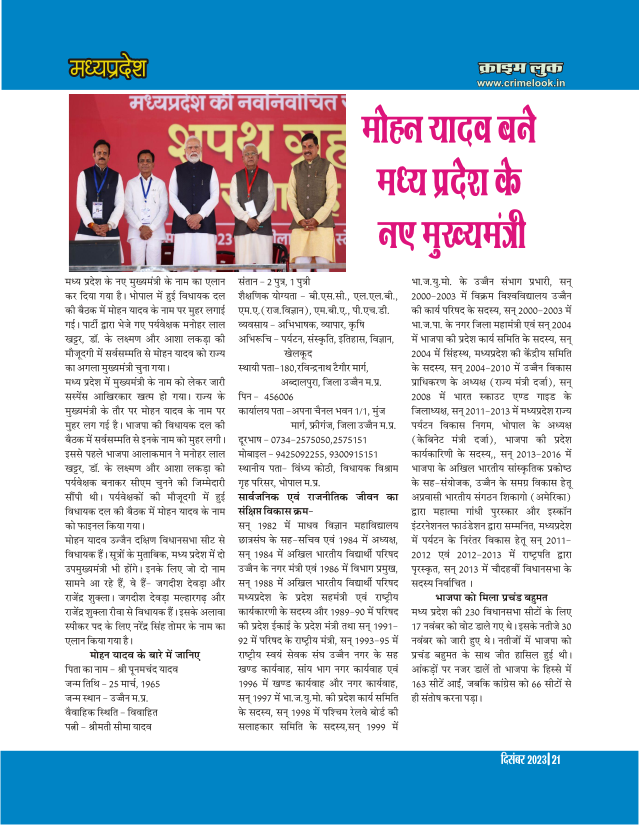 मध्यप्रदेश
क्राइम लुक
www.crimelook.in
मध्यप्रदेश की नवनिर्वाचित
शपथ ग्रह
मोहन यादव बने
मध्य प्रदेश के
नए मुख्यमंत्री
मध्य प्रदेश के नए मुख्यमंत्री के नाम का एलान
कर दिया गया है। भोपाल में हुई विधायक दल
की बैठक में मोहन यादव के नाम पर मुहर लगाई
गई। पार्टी द्वारा भेजे गए पर्यवेक्षक मनोहर लाल
खट्टर, डॉ. के लक्ष्मण और आशा लकड़ा की
मौजूदगी में सर्वसम्मति से मोहन यादव को राज्य
का अगला मुख्यमंत्री चुना गया।
मध्य प्रदेश में मुख्यमंत्री के नाम को लेकर जारी
सस्पेंस आखिरकार खत्म हो गया। राज्य के
मुख्यमंत्री के तौर पर मोहन यादव के नाम पर
मुहर लग गई है। भाजपा की विधायक दल की
बैठक में सर्वसम्मति से इनके नाम को मुहर लगी।
इससे पहले भाजपा आलाकमान ने मनोहर लाल
खट्टर, डॉ. के लक्ष्मण और आशा लकड़ा को
पर्यवेक्षक बनाकर सीएम चुनने की जिम्मेदारी
सौंपी थी। पर्यवेक्षकों की मौजूदगी में हुई
विधायक दल की बैठक में मोहन यादव के नाम
को फाइनल किया गया।
मोहन यादव उज्जैन दक्षिण विधानसभा सीट से
विधायक हैं। सूत्रों के मुताबिक, मध्य प्रदेश में दो
उपमुख्यमंत्री भी होंगे। इनके लिए जो दो नाम
सामने आ रहे हैं, वे हैं- जगदीश देवड़ा और
राजेंद्र शुक्ला। जगदीश देवड़ा मल्हारगढ़ और
राजेंद्र शुक्ला रीवा से विधायक हैं। इसके अलावा
स्पीकर पद के लिए नरेंद्र सिंह तोमर के नाम का
एलान किया गया है।
मोहन यादव के बारे में जानिए
पिता का नाम – श्री पूनमचंद यादव
जन्म तिथि – 25 मार्च, 1965
जन्म स्थान – उज्जैन म.प्र.
वैवाहिक स्थिति – विवाहित
पत्नी – श्रीमती सीमा यादव
संतान – 2 पुत्र, 1 पुत्री
शैक्षणिक योग्यता – बी.एस.सी., एल.एल.बी.,
एम.ए.(राज.विज्ञान), एम.बी.ए., पी.एच.डी.
व्यवसाय – अभिभाषक, व्यापार, कृषि
अभिरूचि – पर्यटन, संस्कृति, इतिहास, विज्ञान,
खेलकूद
स्थायी पता–180,रविन्द्रनाथ टैगौर मार्ग,
अब्दालपुरा, जिला उज्जैन म.प्र.
पिन – 456006
कार्यालय पता –अपना चैनल भवन 1/1, मुंज
मार्ग, फ्रीगंज, जिला उज्जैन म.प्र.
दूरभाष – 0734–2575050,2575151
मोबाइल – 9425092255, 9300915151
स्थानीय पता– विंध्य कोठी, विधायक विश्राम
गृह परिसर, भोपाल म.प्र.
सार्वजनिक एवं राजनीतिक जीवन का
संक्षिप्त विकास क्रम–
सन् 1982 में माधव विज्ञान महाविद्यालय
छात्रसंघ के सह–सचिव एवं 1984 में अध्यक्ष,
सन् 1984 में अखिल भारतीय विद्यार्थी परिषद
उज्जैन के नगर मंत्री एवं 1986 में विभाग प्रमुख,
सन् 1988 में अखिल भारतीय विद्यार्थी परिषद
मध्यप्रदेश के प्रदेश सहमंत्री एवं राष्ट्रीय
कार्यकारणी के सदस्य और 1989–90 में परिषद
की प्रदेश ईकाई के प्रदेश मंत्री तथा सन् 1991–
92 में परिषद के राष्ट्रीय मंत्री, सन् 1993–95 में
राष्ट्रीय स्वयं सेवक संघ उज्जैन नगर के सह
खण्ड कार्यवाह, सांय भाग नगर कार्यवाह एवं
1996 में खण्ड कार्यवाह और नगर कार्यवाह,
सन् 1997 में भा.ज.यु.मो. की प्रदेश कार्य समिति
के सदस्य, सन् 1998 में पश्चिम रेलवे बोर्ड की
सलाहकार समिति के सदस्य,सन् 1999 में
भा.ज.यु.मो. के उज्जैन संभाग प्रभारी, सन्
2000–2003 में विक्रम विश्वविद्यालय उज्जैन
की कार्य परिषद के सदस्य, सन् 2000–2003 में
भा.ज.पा. के नगर जिला महामंत्री एवं सन् 2004
में भाजपा की प्रदेश कार्य समिति के सदस्य, सन्
2004 में सिंहस्थ, मध्यप्रदेश की केंद्रीय समिति
के सदस्य, सन् 2004–2010 में उज्जैन विकास
प्राधिकरण के अध्यक्ष (राज्य मंत्री दर्जा), सन्
2008 में भारत स्काउट एण्ड गाइड के
जिलाध्यक्ष, सन् 2011–2013 में मध्यप्रदेश राज्य
पर्यटन विकास निगम, भोपाल के अध्यक्ष
(केबिनेट मंत्री दर्जा), भाजपा की प्रदेश
कार्यकारिणी के सदस्य,, सन् 2013–2016 में
भाजपा के अखिल भारतीय सांस्कृतिक प्रकोष्ठ
के सह–संयोजक, उज्जैन के समग्र विकास हेतु
अप्रवासी भारतीय संगठन शिकागो (अमेरिका)
द्वारा महात्मा गांधी पुरस्कार और इस्कॉन
इंटरनेशनल फाउंडेशन द्वारा सम्मनित, मध्यप्रदेश
में पर्यटन के निरंतर विकास हेतु सन् 2011–
2012 एवं 2012–2013 में राष्ट्रपति द्वारा
पुरस्कृत, सन् 2013 में चौदहवीं विधानसभा के
सदस्य निर्वाचित ।
भाजपा को मिला प्रचंड बहुमत
मध्य प्रदेश की 230 विधानसभा सीटों के लिए
17 नवंबर को वोट डाले गए थे। इसके नतीजे 30
नवंबर को जारी हुए थे। नतीजों में भाजपा को
प्रचंड बहुमत के साथ जीत हासिल हुई थी।
आंकड़ों पर नजर डालें तो भाजपा के हिस्से में
163 सीटें आईं, जबकि कांग्रेस को 66 सीटों से
ही संतोष करना पड़ा।
दिसंबर 2023|21